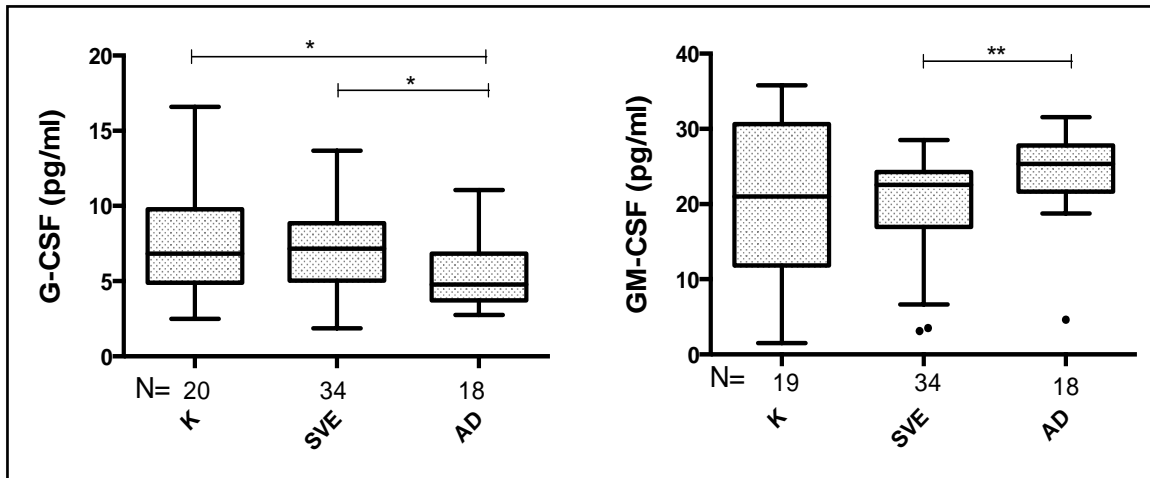 G-CSF (pg/ml)
20
15
10
5
0
*
*
N= 20 34 18
K SVE AD
GM-CSF (pg/ml)
40
30
20
10
0
**
N= 19 34 18
K SVE AD